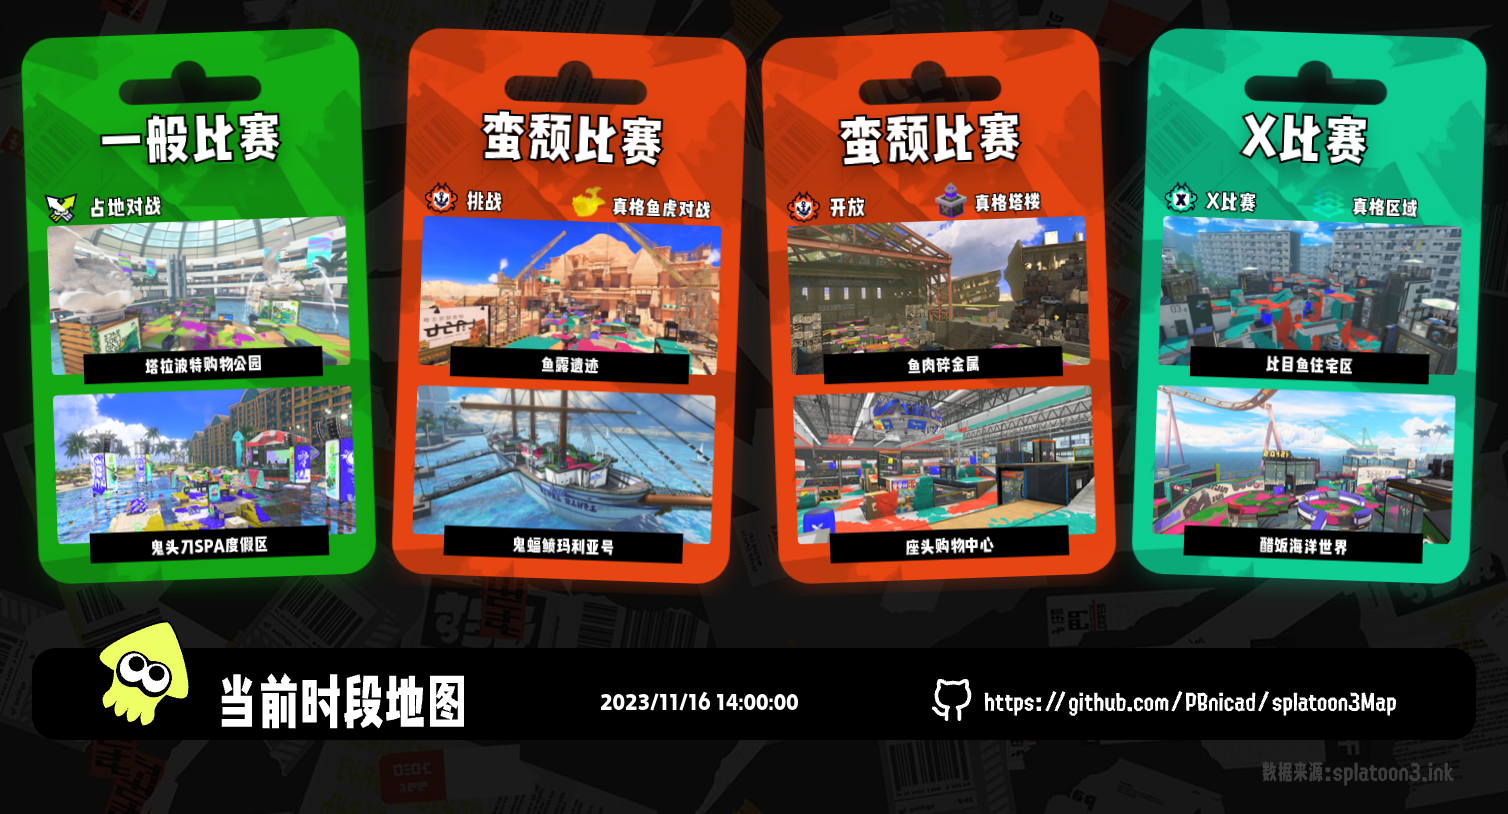 一般比赛
占地对战
塔拉波特购物公园
鬼头刀SPA度假区
蛮颓比赛
挑战
真格鱼虎对战
鱼露遗迹
鬼蝠鲼玛利亚号
蛮颓比赛
开放
真格塔楼
鱼肉碎金属
座头购物中心
X比赛
X比赛
真格区域
比目鱼住宅区
醋饭海洋世界
当前时段地图
2023/11/16 14:00:00
https://github.com/PBnicad/splatoon3Map
数据来源:splatoon3.ink